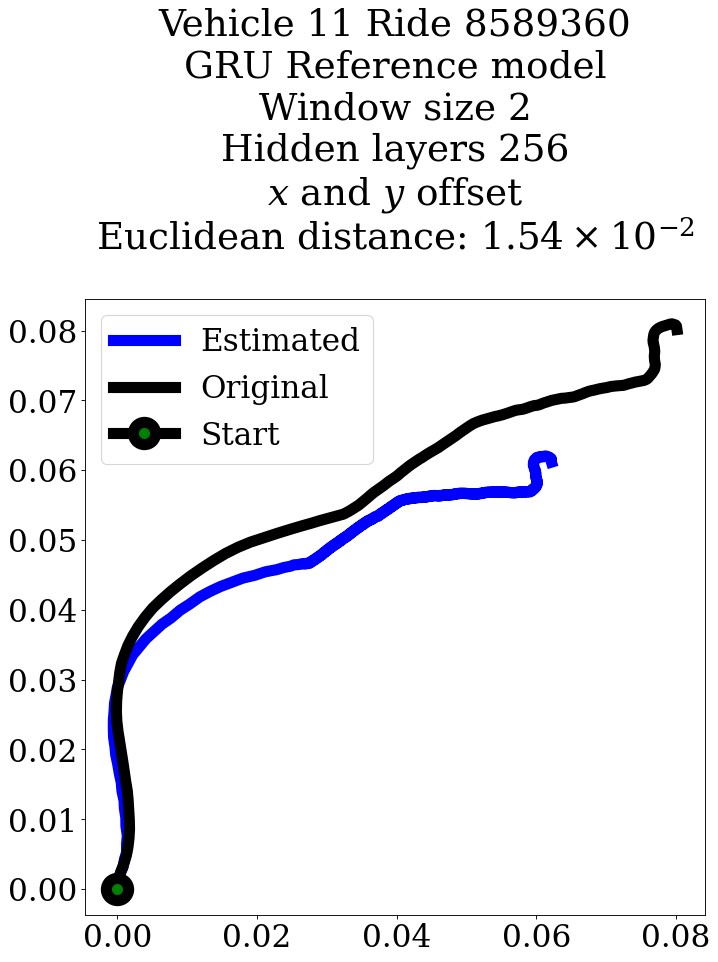 Vehicle 11 Ride 8589360
GRU Reference model
Window size 2
Hidden layers 256
x and y offset
Euclidean distance: 1.54 × 10⁻²
Estimated
Original
Start
0.08
0.07
0.06
0.05
0.04
0.03
0.02
0.01
0.00
0.00 0.02 0.04 0.06 0.08